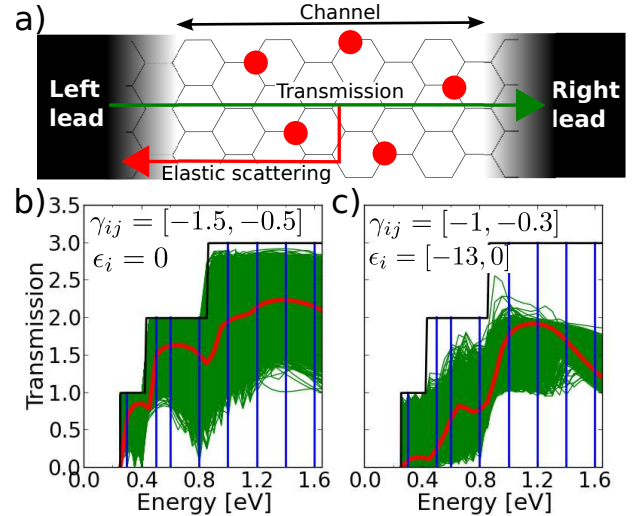 a)
Channel
Left lead
Transmission
Right lead
Elastic scattering
b)
γij = [−1.5, −0.5]
ϵi = 0
Transmission
3.5
3.0
2.5
2.0
1.5
1.0
0.5
0.0
0.0 0.4 0.8 1.2 1.6
Energy [eV]
c)
γij = [−1, −0.3]
ϵi = [−13, 0]
0.0 0.4 0.8 1.2 1.6
Energy [eV]